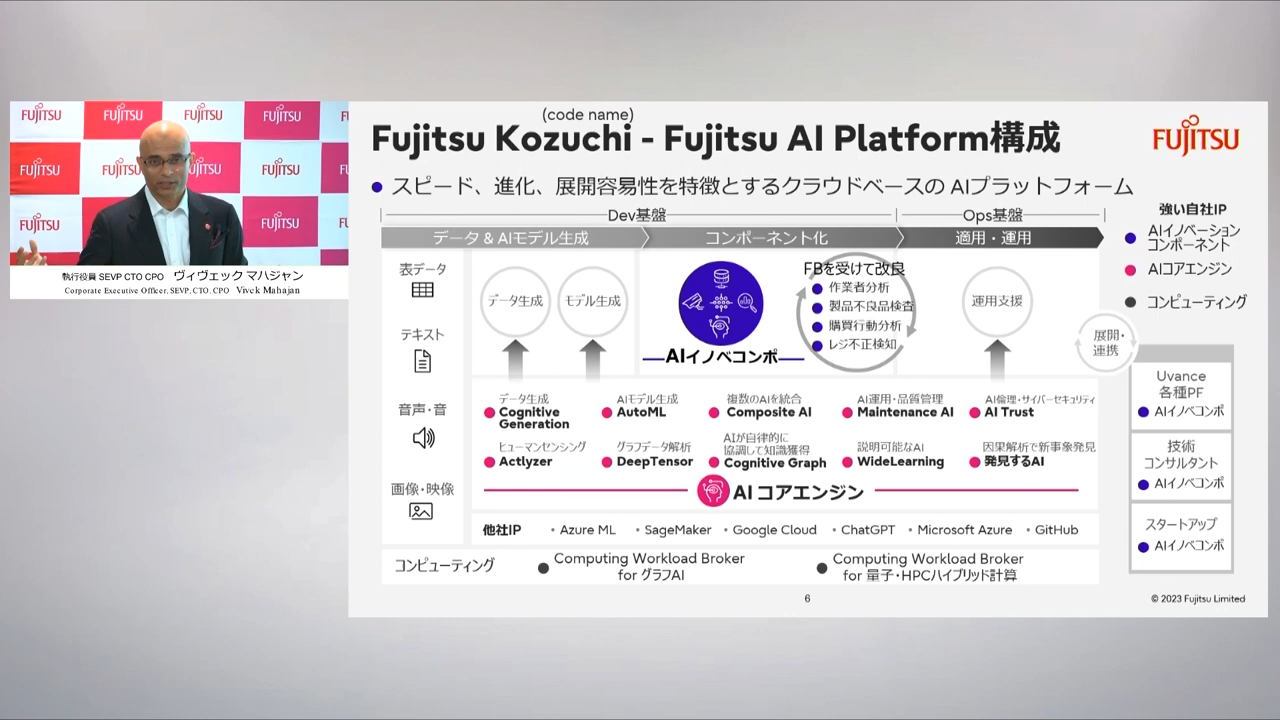 FUJITSU
FUJITSU
FUJITSU
FUJITSU
FUJITSU
FUJITSU
FUJITSU
FUJITSU
執行役員 SEVP CTO CPO ヴィヴェック マハジャン
Corporate Executive Officer, SEVP, CTO, CPO Vivek Mahajan
(code name)
Fujitsu Kozuchi - Fujitsu AI Platform構成
FUJITSU
スピード、進化、展開容易性を特徴とするクラウドベースの AIプラットフォーム
Dev基盤
Ops基盤
データ & AIモデル生成
コンポーネント化
適用・運用
強い自社IP
AIイノベーション
コンポーネント
AIコアエンジン
コンピューティング
表データ
テキスト
音声・音
画像・映像
データ生成
モデル生成
AIイノベコンポ
FBを受けて改良
作業者分析
製品不良品検査
購買行動分析
レジ不正検知
運用支援
展開・
連携
データ生成
Cognitive
Generation
AIモデル生成
AutoML
複数のAIを統合
Composite AI
AI運用・品質管理
Maintenance AI
AI倫理・サイバーセキュリティ
AI Trust
ヒューマンセンシング
Actlyzer
グラフデータ解析
DeepTensor
AIが自律的に
協調して知識獲得
Cognitive Graph
説明可能なAI
WideLearning
因果解析で新事象発見
発見するAI
AI コアエンジン
他社IP
・Azure ML ・SageMaker ・Google Cloud ・ChatGPT ・Microsoft Azure ・GitHub
コンピューティング
Computing Workload Broker
for グラフAI
Computing Workload Broker
for 量子・HPCハイブリッド計算
Uvance
各種PF
AIイノベコンポ
技術
コンサルタント
AIイノベコンポ
スタートアップ
AIイノベコンポ
6
© 2023 Fujitsu Limited